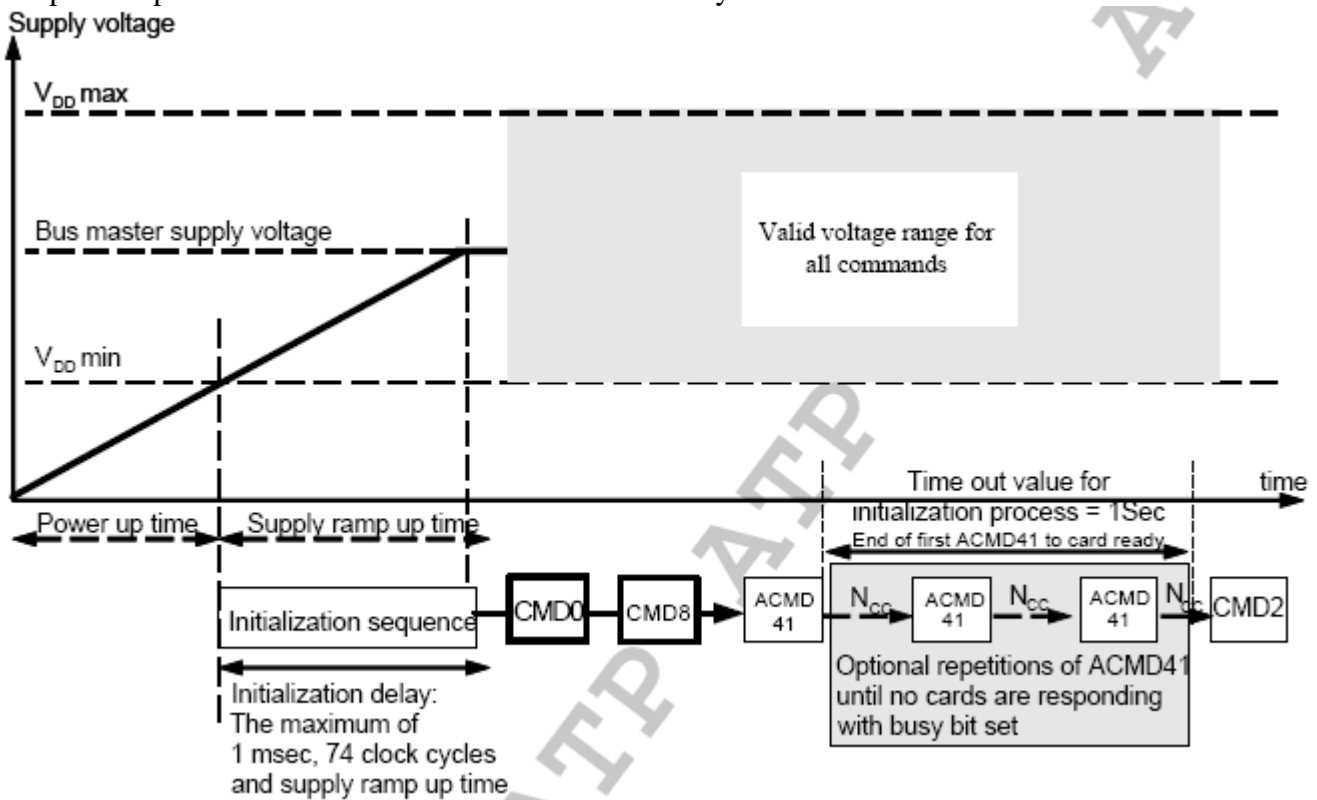 Supply voltage
V_DD max
Bus master supply voltage
Valid voltage range for
all commands
V_DD min
Time out value for
time
initialization process = 1Sec
End of first ACMD41 to card ready
Power up time
Supply ramp up time
Initialization sequence
CMD0
CMD8
ACMD
41
N_CC
ACMD
41
N_CC
ACMD
41
N_CC
CMD2
Optional repetitions of ACMD41
until no cards are responding
with busy bit set
Initialization delay:
The maximum of
1 msec, 74 clock cycles
and supply ramp up time
ATP